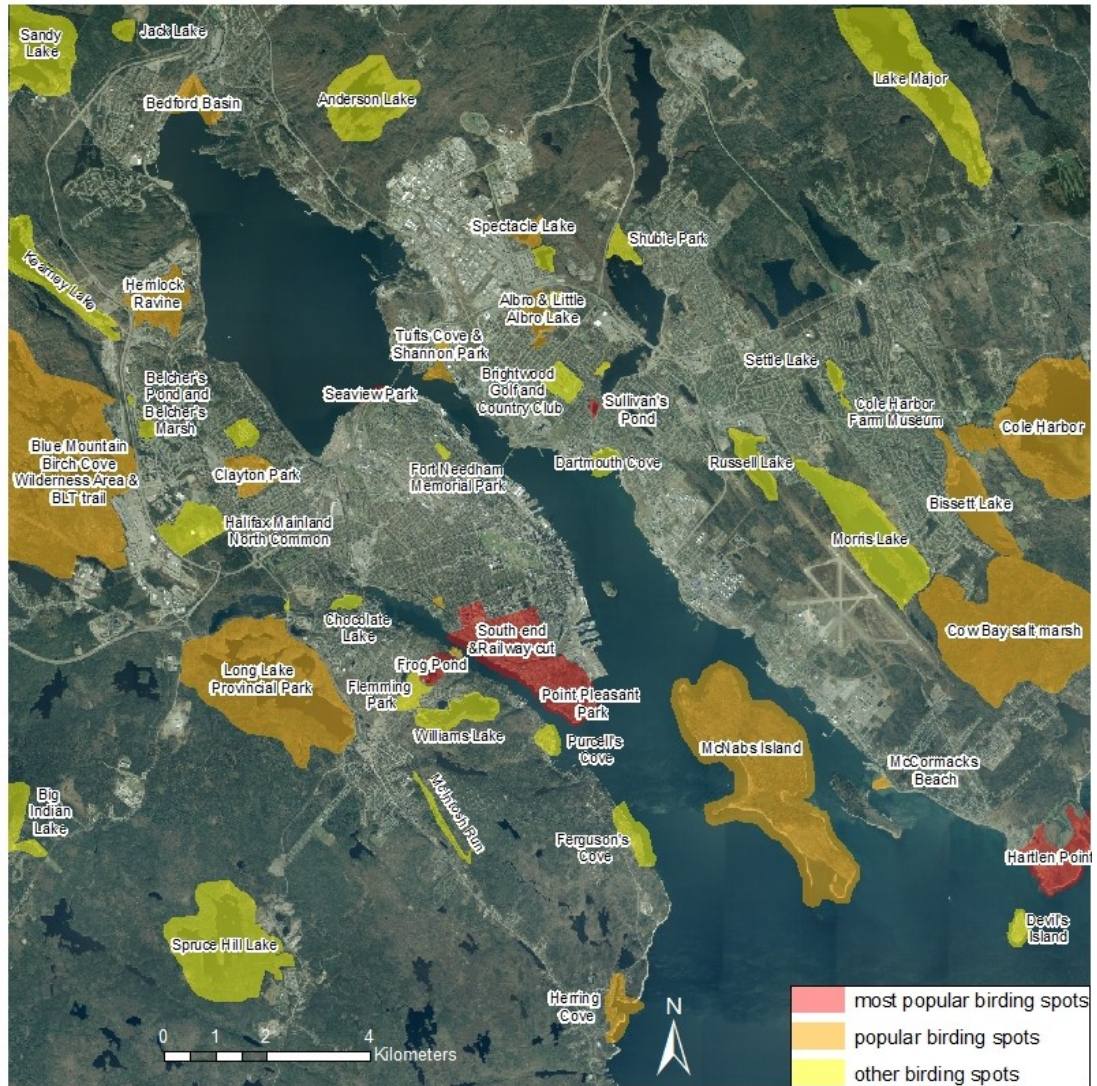 Sandy
Lake
Jack Lake
Bedford Basin
Anderson Lake
Lake Major
Spectacle Lake
Shubie Park
Kearney Lake
Hemlock
Ravine
Albro & Little
Albro Lake
Tufts Cove &
Shannon Park
Seaview Park
Brightwood
Golf and
Country Club
Sullivan's
Pond
Settle Lake
Cole Harbor
Farm Museum
Cole Harbor
Belcher's
Pond and
Belcher's
Marsh
Blue Mountain
Birch Cove
Wilderness Area &
BLT trail
Clayton Park
Fort Needham
Memorial Park
Dartmouth Cove
Russell Lake
Bissett Lake
Halifax Mainland
North Common
Morris Lake
Chocolate
Lake
South end
&Railway cut
Cow Bay salt marsh
Long Lake
Provincial Park
Frog Pond
Flemming
Park
Point Pleasant
Park
Williams Lake
Purcell's
Cove
McNabs Island
McCormacks
Beach
Big
Indian
Lake
McIntosh Run
Ferguson's
Cove
Hartlen Point
Devil's
Island
Spruce Hill Lake
Herring
Cove
N
0 1 2 4
Kilometers
most popular birding spots
popular birding spots
other birding spots